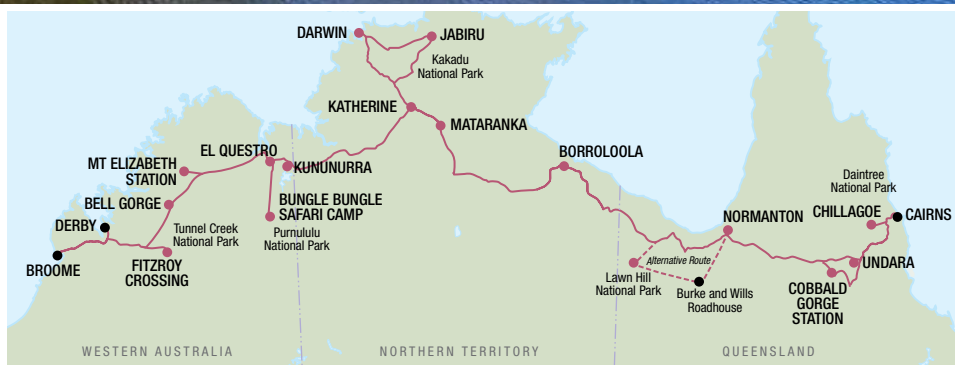 DARWIN
JABIRU
Kakadu
National Park
KATHERINE
MATARANKA
EL QUESTRO
KUNUNURRA
MT ELIZABETH
STATION
BELL GORGE
BUNGLE BUNGLE
SAFARI CAMP
Purnululu
National Park
DERBY
Tunnel Creek
National Park
BROOME
FITZROY
CROSSING
BORROLOOLA
Daintree
National Park
NORMANTON
CHILLAGOE
CAIRNS
Alternative Route
Lawn Hill
National Park
Burke and Wills
Roadhouse
UNDARA
COBBALD
GORGE
STATION
WESTERN AUSTRALIA
NORTHERN TERRITORY
QUEENSLAND